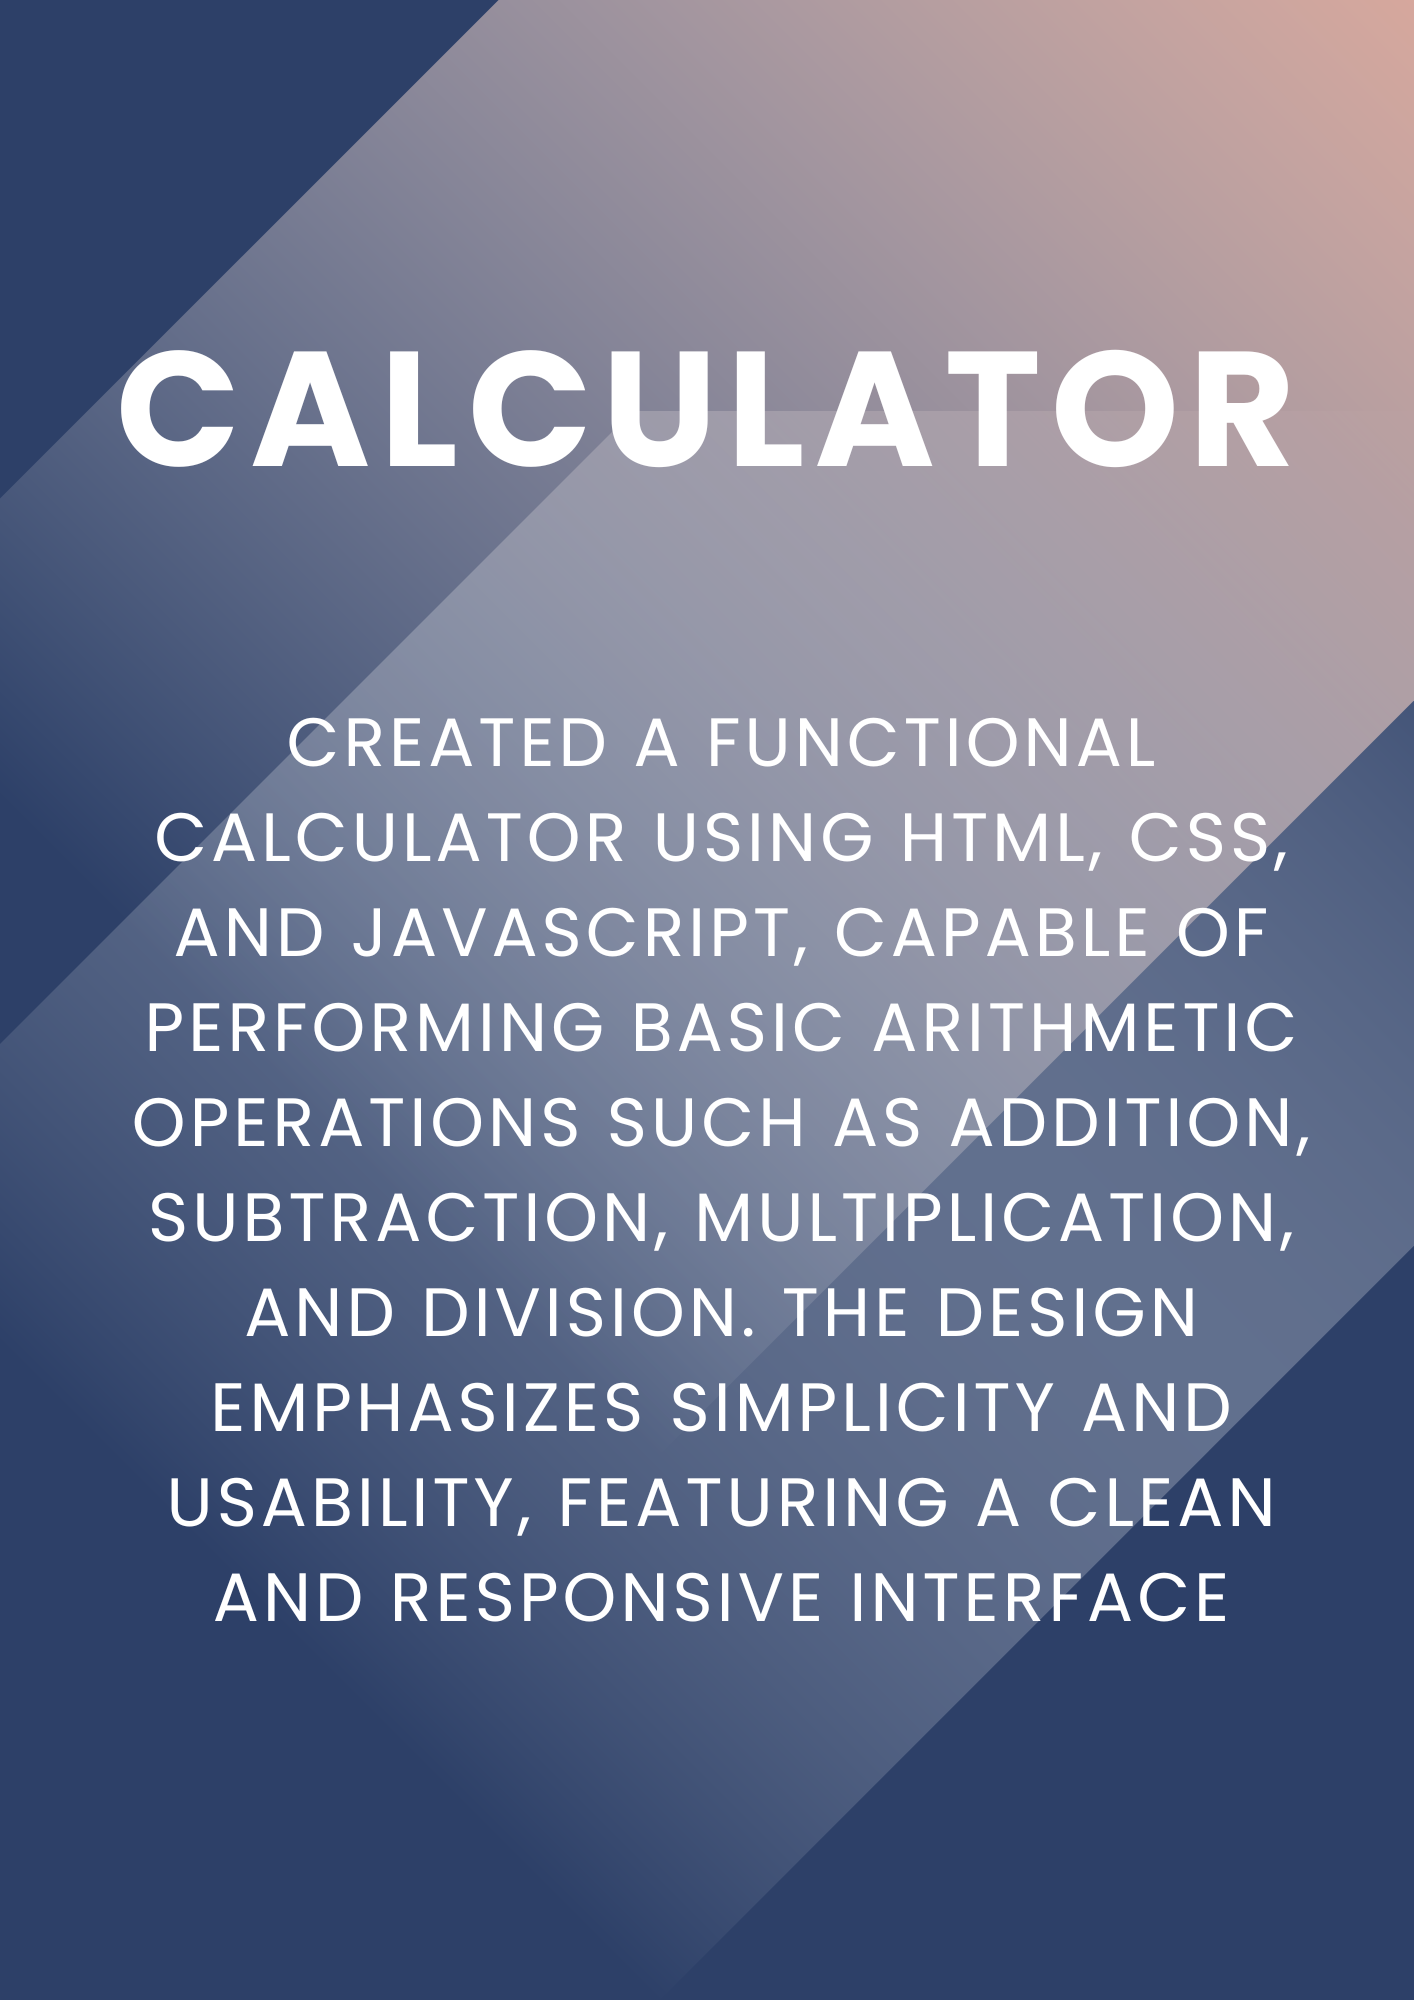 CALCULATOR
CREATED A FUNCTIONAL
CALCULATOR USING HTML, CSS,
AND JAVASCRIPT, CAPABLE OF
PERFORMING BASIC ARITHMETIC
OPERATIONS SUCH AS ADDITION,
SUBTRACTION, MULTIPLICATION,
AND DIVISION. THE DESIGN
EMPHASIZES SIMPLICITY AND
USABILITY, FEATURING A CLEAN
AND RESPONSIVE INTERFACE